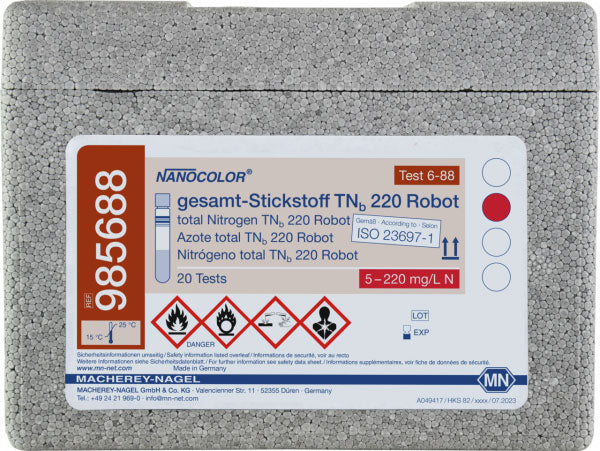 NANOCOLOR®
Test 6-88
gesamt-Stickstoff TNb 220 Robot
total Nitrogen TNb 220 Robot
Azote total TNb 220 Robot
Nitrógeno total TNb 220 Robot
Gemäß · According to · Selon
ISO 23697-1
20 Tests
5–220 mg/L N
REF
985688
15 °C
25 °C
DANGER
LOT
EXP
Sicherheitsinformationen umseitig / Safety information listed overleaf / Informations de sécurité, voir au recto
Weitere Informationen siehe Sicherheitsdatenblatt. / For further information see safety data sheet. / Informations supplémentaires, voir fiche de données de sécurité.
www.mn-net.com
Made in Germany
MACHEREY-NAGEL
MN
MACHEREY-NAGEL GmbH & Co. KG · Valencienner Str. 11 · 52355 Düren · Germany
Tel.: +49 24 21 969-0 · info@mn-net.com
A049417 / HKS 82 / xxxx / 07.2023